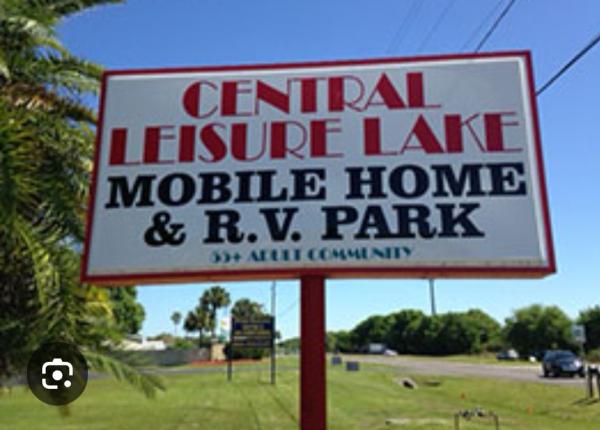 CENTRAL
LEISURE LAKE
MOBILE HOME
& R.V. PARK
55+ ADULT COMMUNITY